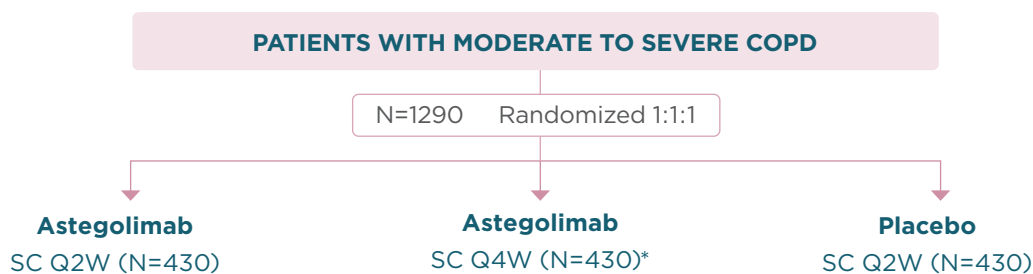 PATIENTS WITH MODERATE TO SEVERE COPD
N=1290 Randomized 1:1:1
Astegolimab
SC Q2W (N=430)
Astegolimab
SC Q4W (N=430)*
Placebo
SC Q2W (N=430)